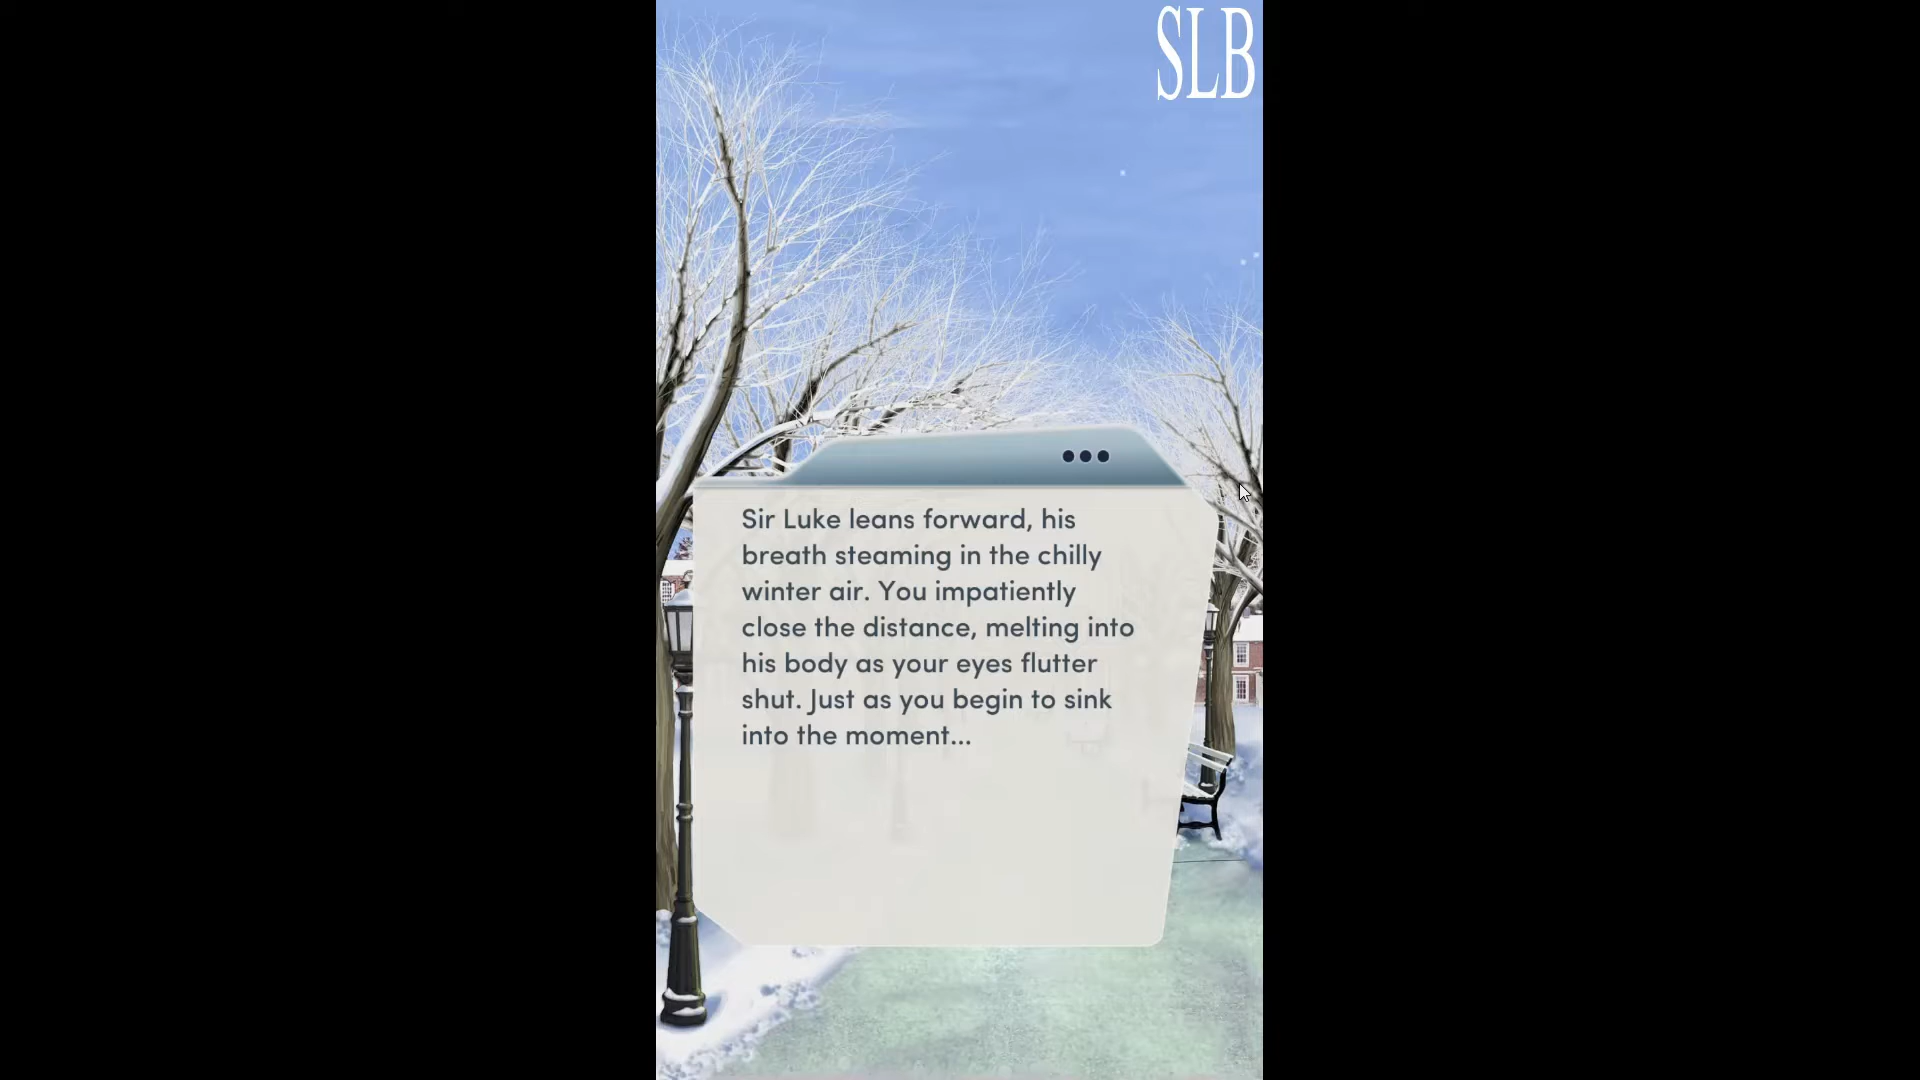 SLB
Sir Luke leans forward, his
breath steaming in the chilly
winter air. You impatiently
close the distance, melting into
his body as your eyes flutter
shut. Just as you begin to sink
into the moment...